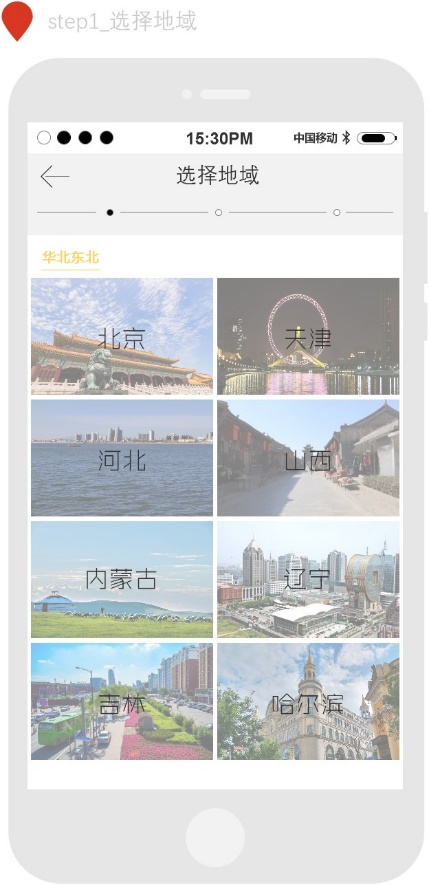 step1_选择地域
15:30PM 中国移动
选择地域
华北东北
北京 天津
河北 山西
内蒙古 辽宁
吉林 哈尔滨